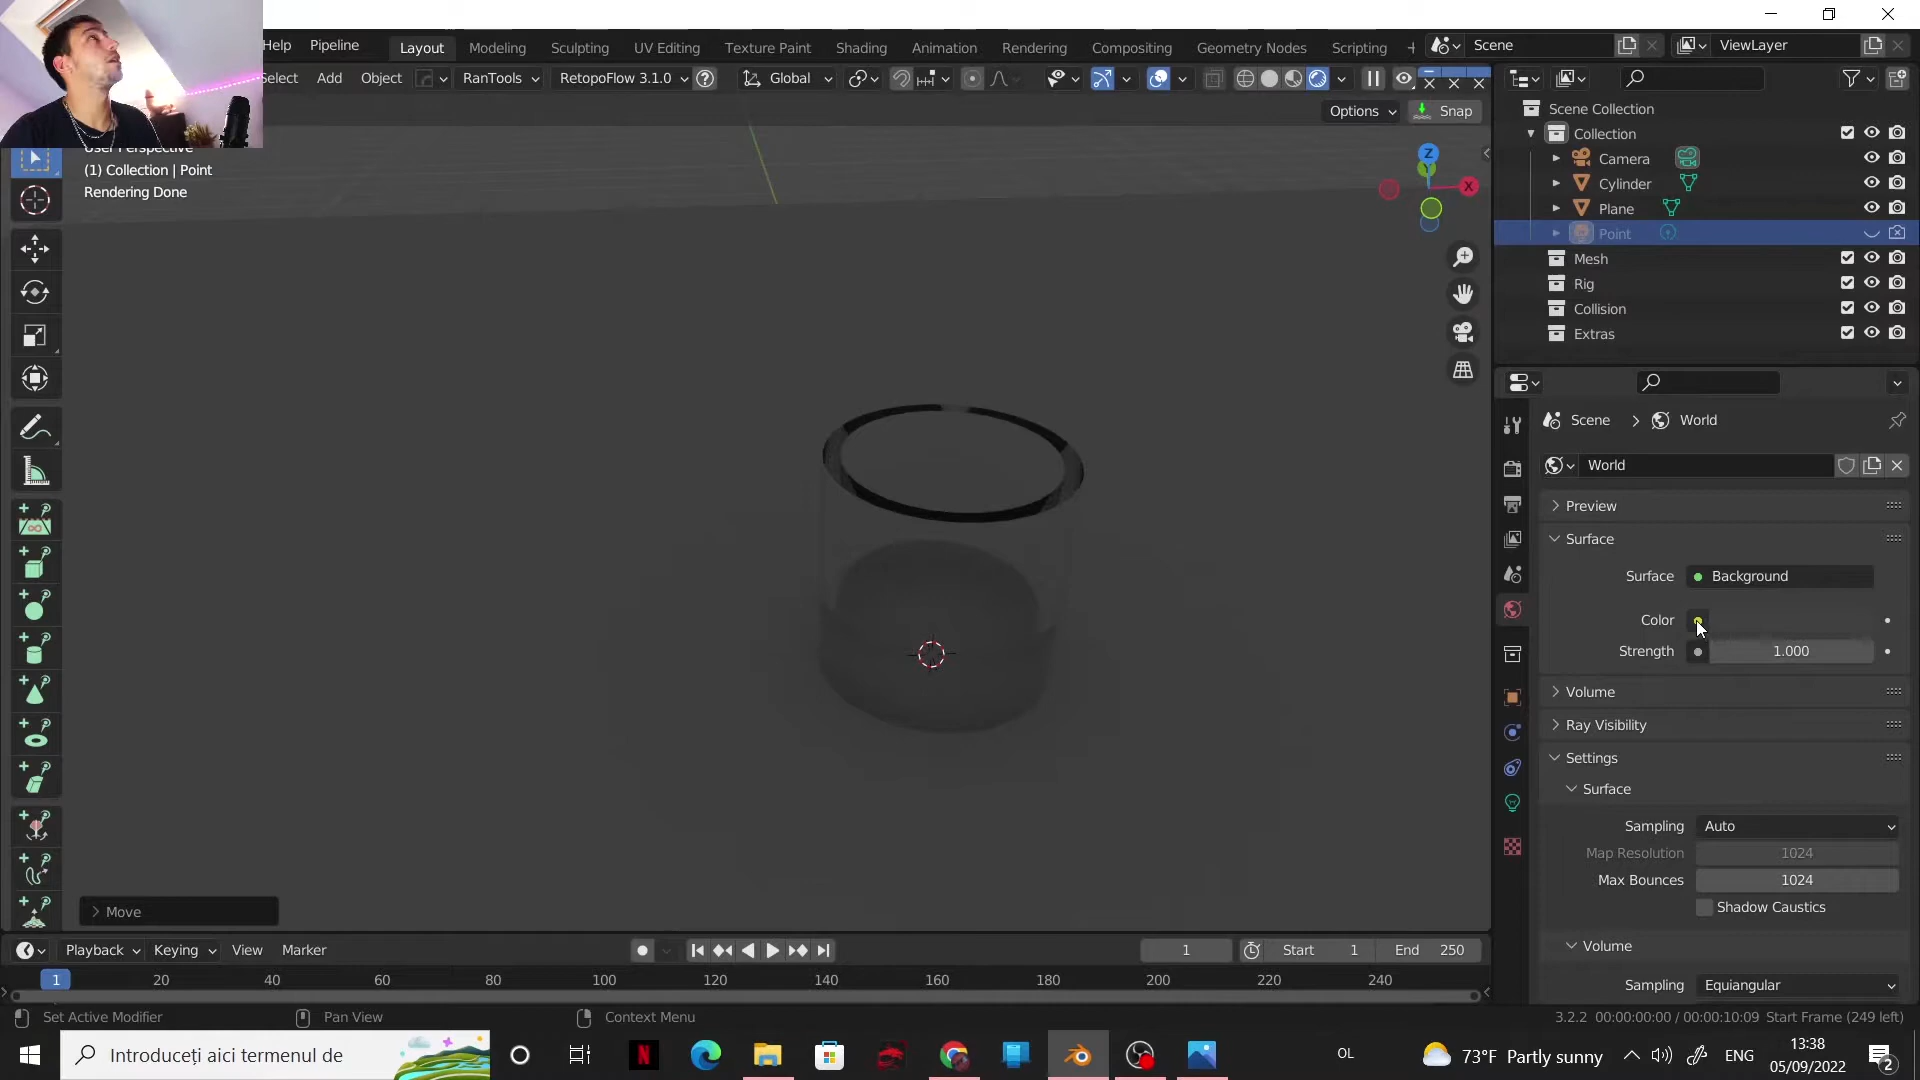 Help Pipeline Layout Modeling Sculpting UV Editing Texture Paint Shading Animation Rendering Compositing Geometry Nodes Scripting + Scene ViewLayer
Select Add Object RanTools RetopoFlow 3.1.0 Global
Options Snap
User Perspective
(1) Collection | Point
Rendering Done
Z
X
Scene Collection
Collection
Camera
Cylinder
Plane
Point
Mesh
Rig
Collision
Extras
Scene > World
World
Preview
Surface
Surface Background
Color
Strength 1.000
Volume
Ray Visibility
Settings
Surface
Sampling Auto
Map Resolution 1024
Max Bounces 1024
Shadow Caustics
Volume
Sampling Equiangular
Move
Playback Keying View Marker 1 Start 1 End 250
1 20 40 60 80 100 120 140 160 180 200 220 240
Set Active Modifier Pan View Context Menu 3.2.2 00:00:00:00 / 00:00:10:09 Start Frame (249 left)
Introduceți aici termenul de OL 73°F Partly sunny ENG 13:38
05/09/2022 2